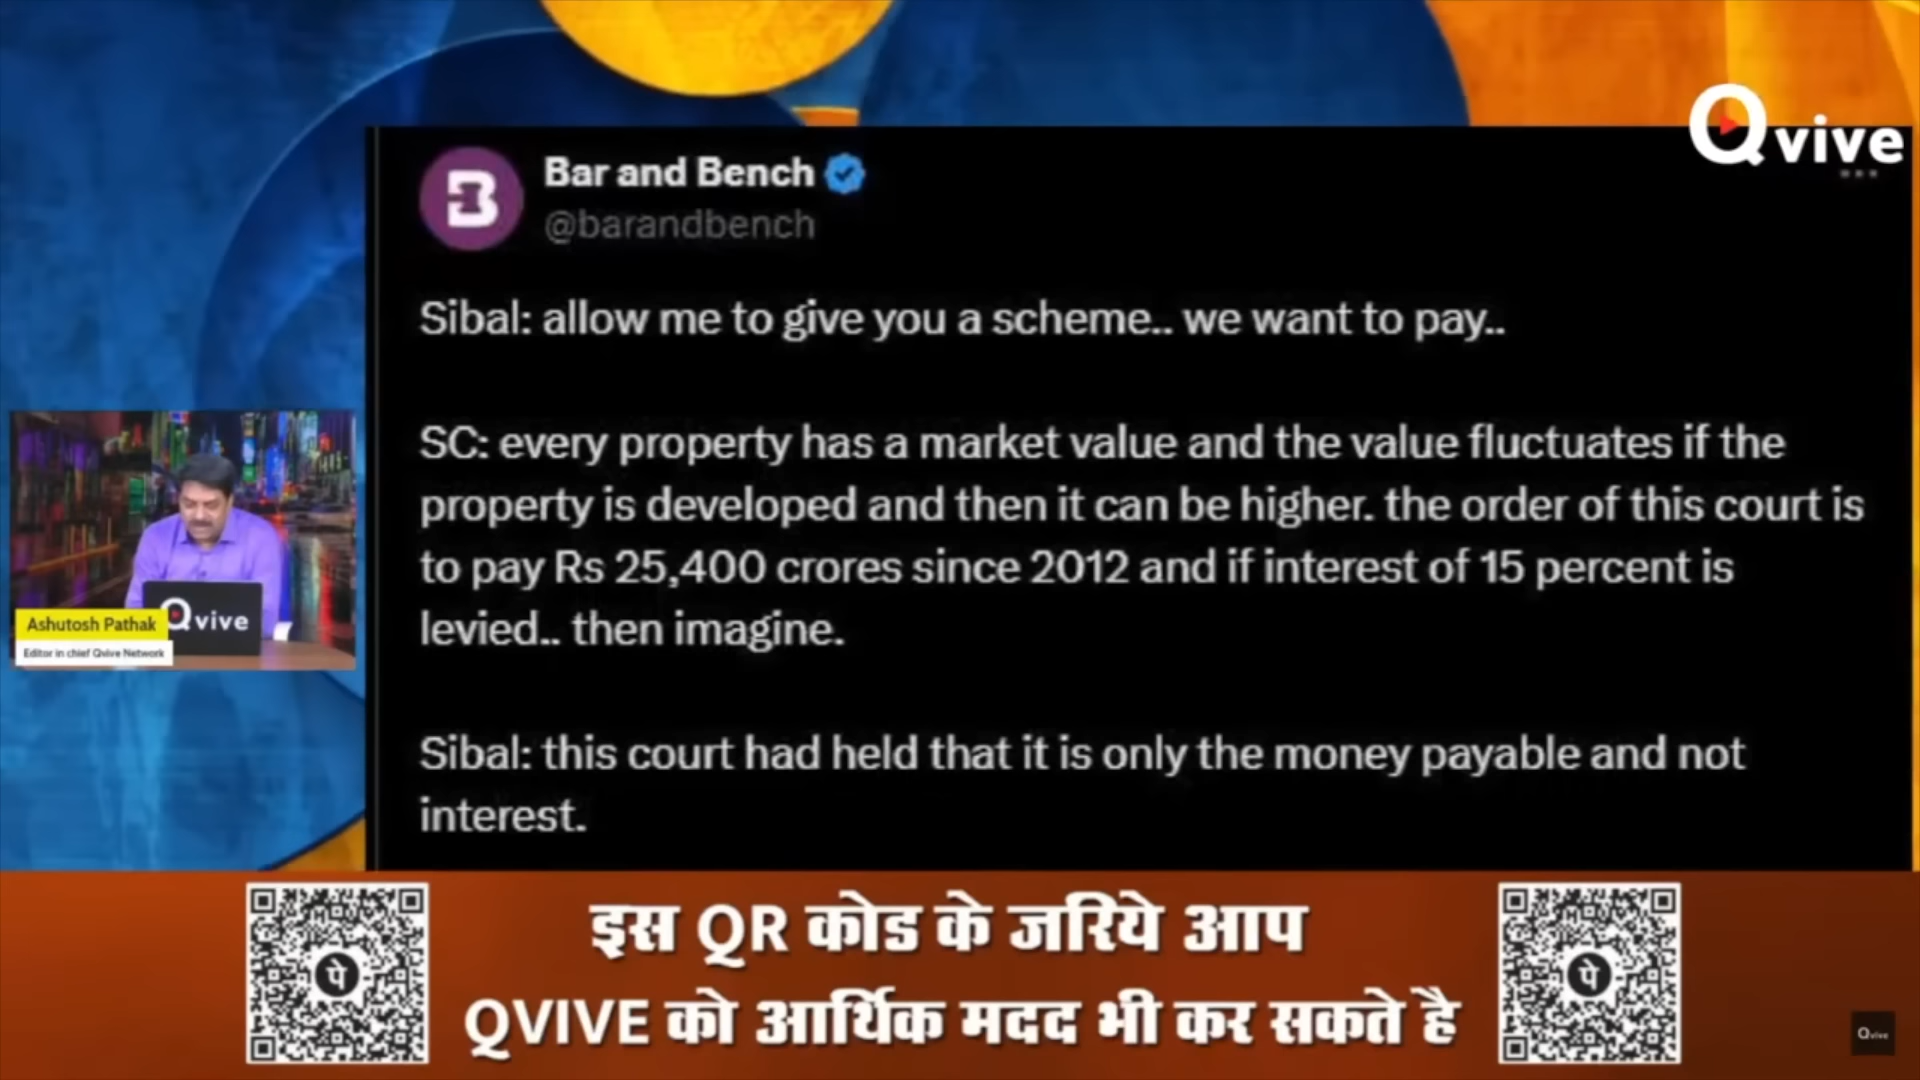 Qvive
Bar and Bench
@barandbench
Sibal: allow me to give you a scheme.. we want to pay..
SC: every property has a market value and the value fluctuates if the
property is developed and then it can be higher. the order of this court is
to pay Rs 25,400 crores since 2012 and if interest of 15 percent is
levied.. then imagine.
Sibal: this court had held that it is only the money payable and not
interest.
Qvive
Ashutosh Pathak
Editor in chief Qvive Network
इस QR कोड के जरिये आप
QVIVE को आर्थिक मदद भी कर सकते है
पे
पे
Qvive